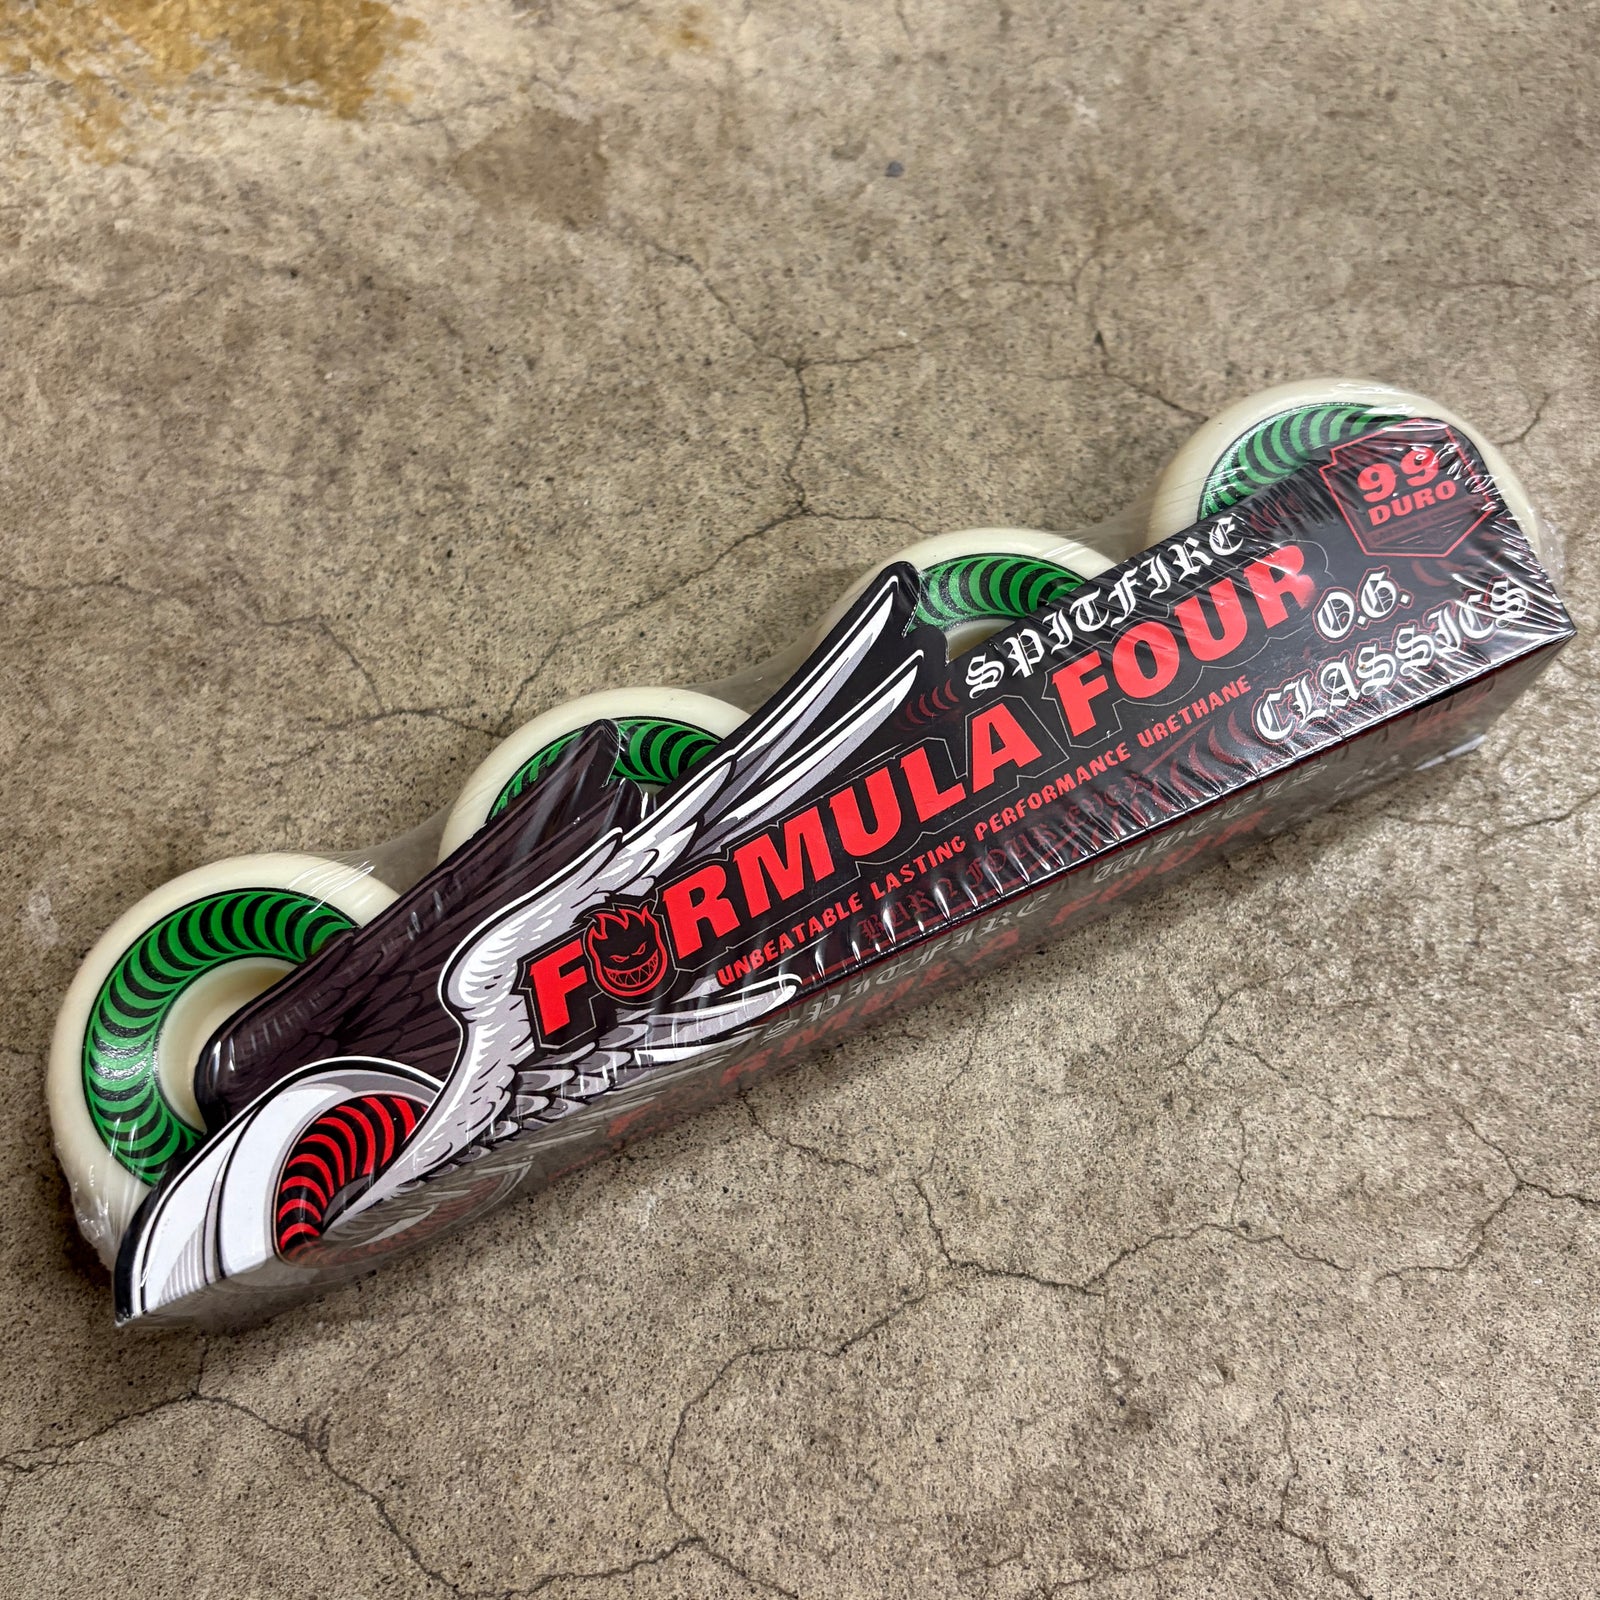 99
DURO
SPITFIRE
FORMULA FOUR
UNBEATABLE LASTING PERFORMANCE URETHANE
O.G.
CLASSICS